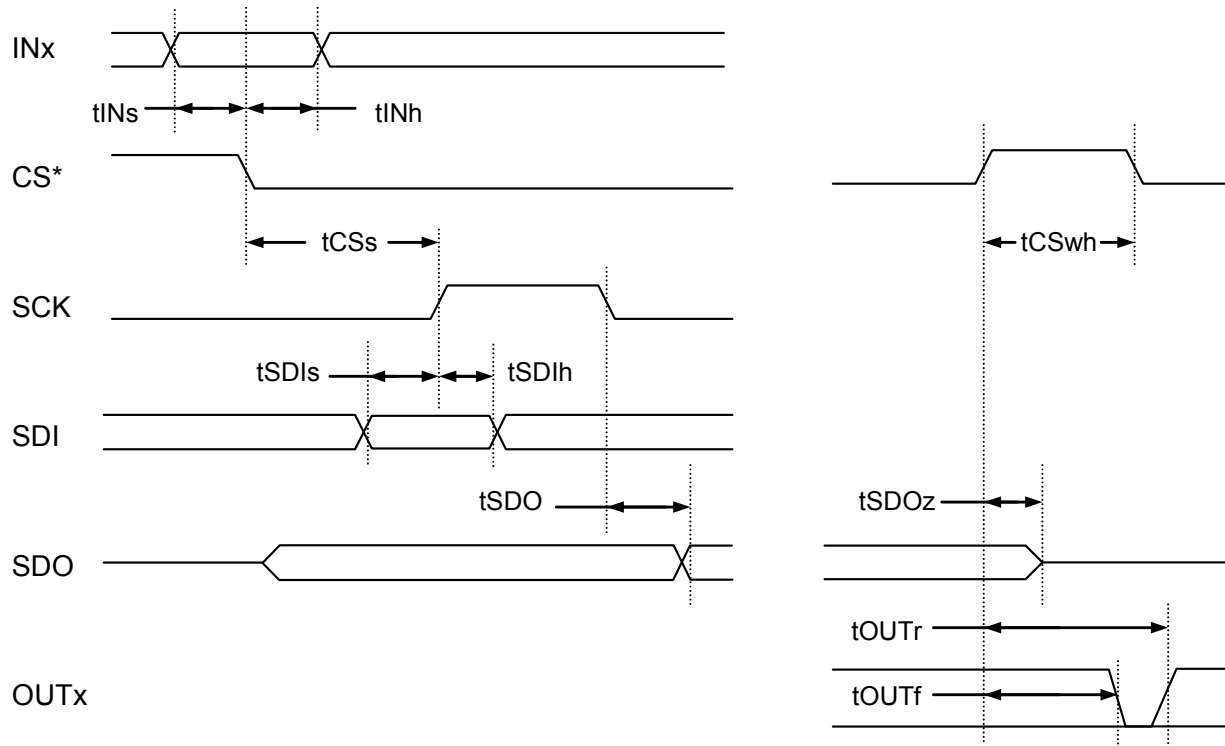 INx
tINs
tINh
CS*
tCSs
tCSwh
SCK
tSDIs
tSDIh
SDI
tSDO
tSDOz
SDO
tOUTr
OUTx
tOUTf